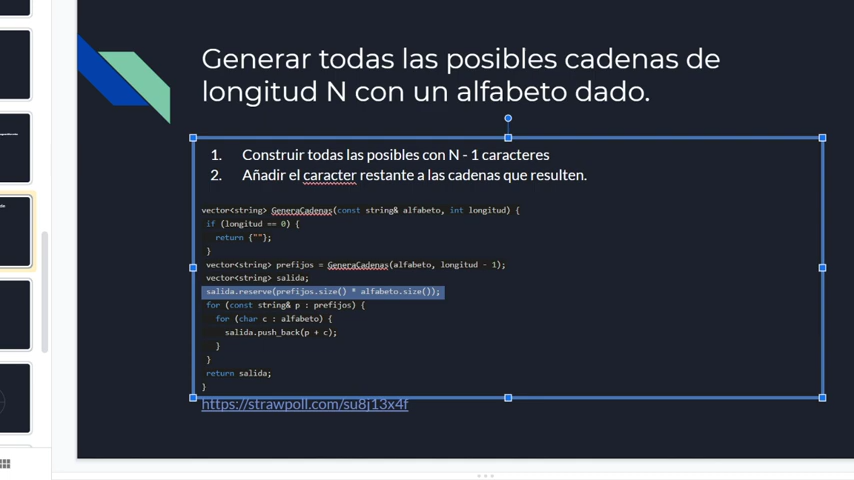 Generar todas las posibles cadenas de
longitud N con un alfabeto dado.
1. Construir todas las posibles con N - 1 caracteres
2. Añadir el caracter restante a las cadenas que resulten.
vector<string> GeneraCadenas(const string& alfabeto, int longitud) {
if (longitud == 0) {
return {""};
}
vector<string> prefijos = GeneraCadenas(alfabeto, longitud - 1);
vector<string> salida;
salida.reserve(prefijos.size() * alfabeto.size());
for (const string& p : prefijos) {
for (char c : alfabeto) {
salida.push_back(p + c);
}
}
return salida;
}
https://strawpoll.com/su8j13x4f